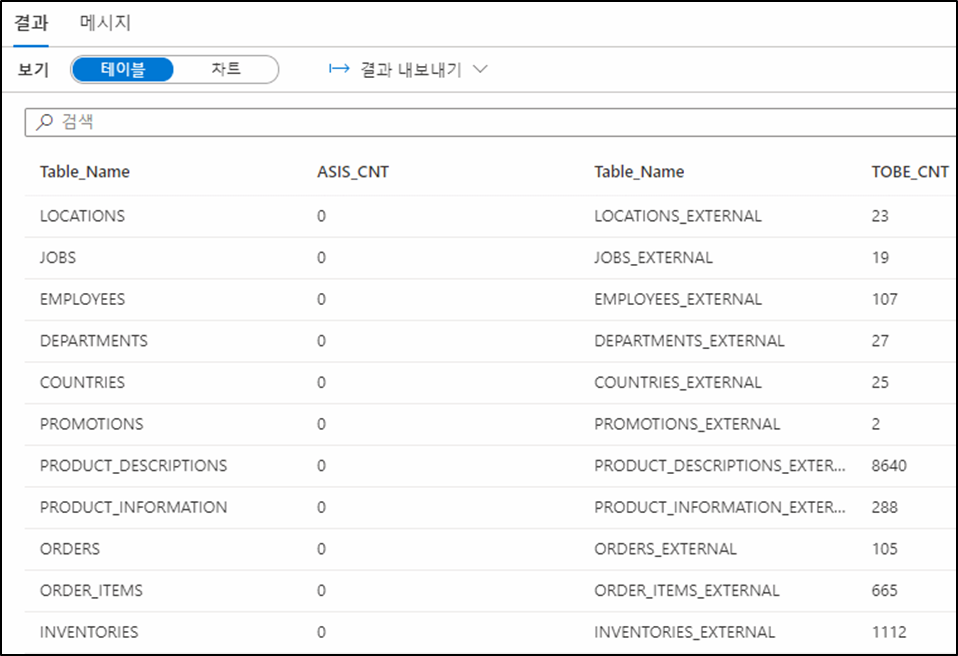 결과 메시지
보기 테이블 차트 결과 내보내기
검색
Table_Name ASIS_CNT Table_Name TOBE_CNT
LOCATIONS 0 LOCATIONS_EXTERNAL 23
JOBS 0 JOBS_EXTERNAL 19
EMPLOYEES 0 EMPLOYEES_EXTERNAL 107
DEPARTMENTS 0 DEPARTMENTS_EXTERNAL 27
COUNTRIES 0 COUNTRIES_EXTERNAL 25
PROMOTIONS 0 PROMOTIONS_EXTERNAL 2
PRODUCT_DESCRIPTIONS 0 PRODUCT_DESCRIPTIONS_EXTER... 8640
PRODUCT_INFORMATION 0 PRODUCT_INFORMATION_EXTER... 288
ORDERS 0 ORDERS_EXTERNAL 105
ORDER_ITEMS 0 ORDER_ITEMS_EXTERNAL 665
INVENTORIES 0 INVENTORIES_EXTERNAL 1112